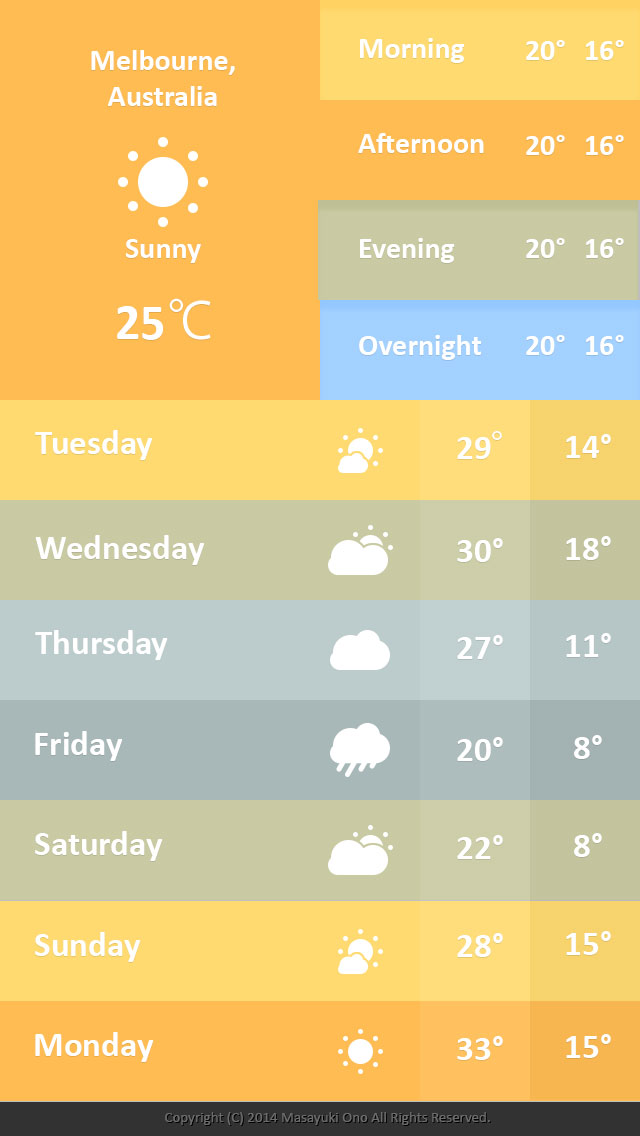 Melbourne,
Australia
Sunny
25℃
Morning 20° 16°
Afternoon 20° 16°
Evening 20° 16°
Overnight 20° 16°
Tuesday 29° 14°
Wednesday 30° 18°
Thursday 27° 11°
Friday 20° 8°
Saturday 22° 8°
Sunday 28° 15°
Monday 33° 15°
Copyright (C) 2014 Masayuki Ono All Rights Reserved.